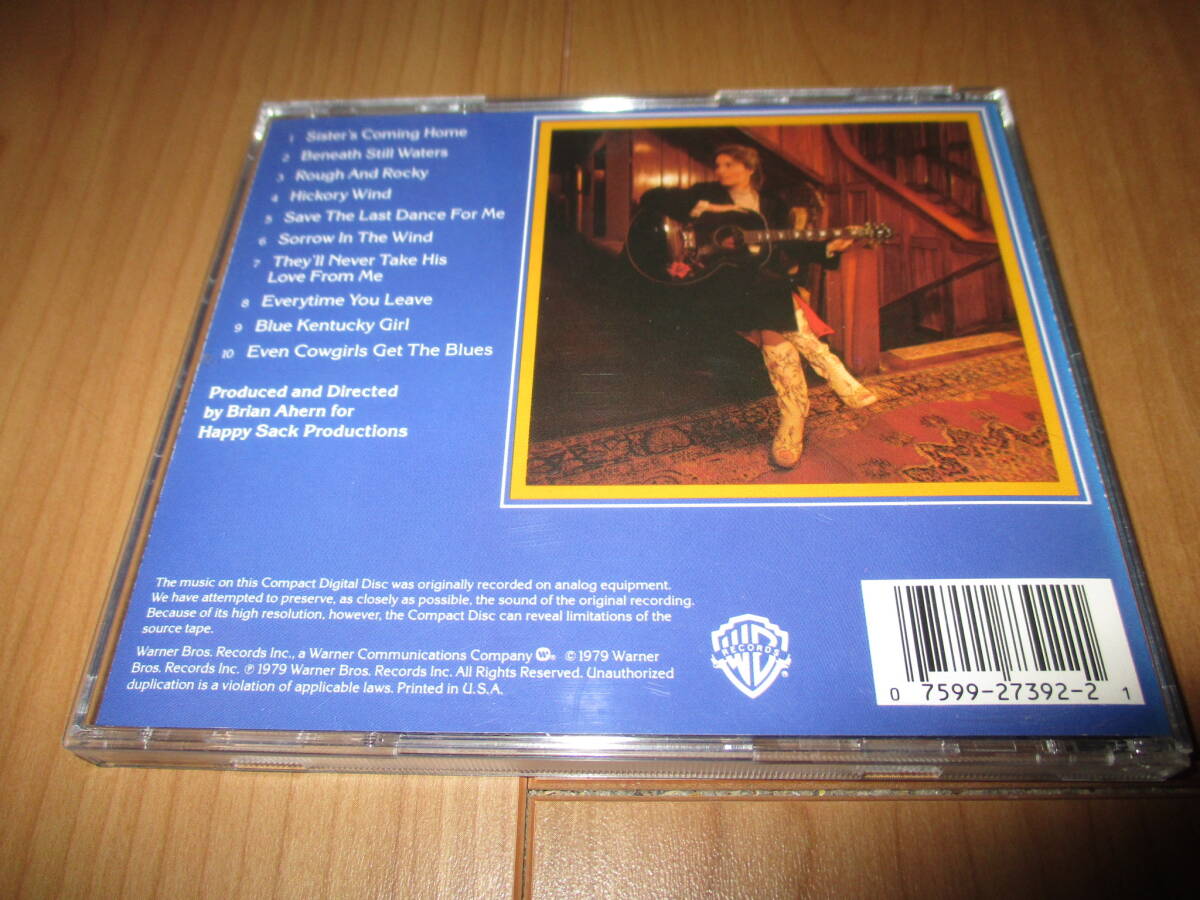 1 Sister's Coming Home
2 Beneath Still Waters
3 Rough And Rocky
4 Hickory Wind
5 Save The Last Dance For Me
6 Sorrow In The Wind
7 They'll Never Take His
Love From Me
8 Everytime You Leave
9 Blue Kentucky Girl
10 Even Cowgirls Get The Blues
Produced and Directed
by Brian Ahern for
Happy Sack Productions
The music on this Compact Digital Disc was originally recorded on analog equipment.
We have attempted to preserve, as closely as possible, the sound of the original recording.
Because of its high resolution, however, the Compact Disc can reveal limitations of the
source tape.
Warner Bros. Records Inc., a Warner Communications Company W ® © 1979 Warner
Bros. Records Inc. ℗ 1979 Warner Bros. Records Inc. All Rights Reserved. Unauthorized
duplication is a violation of applicable laws. Printed in U.S.A.
WB
RECORDS
®
0 7599-27392-2 1